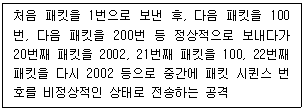 처음 패킷을 1번으로 보낸 후, 다음 패킷을 100
번, 다음 패킷을 200번 등 정상적으로 보내다가
20번째 패킷을 2002, 21번째 패킷을 100, 22번째
패킷을 다시 2002 등으로 중간에 패킷 시퀀스 번
호를 비정상적인 상태로 전송하는 공격